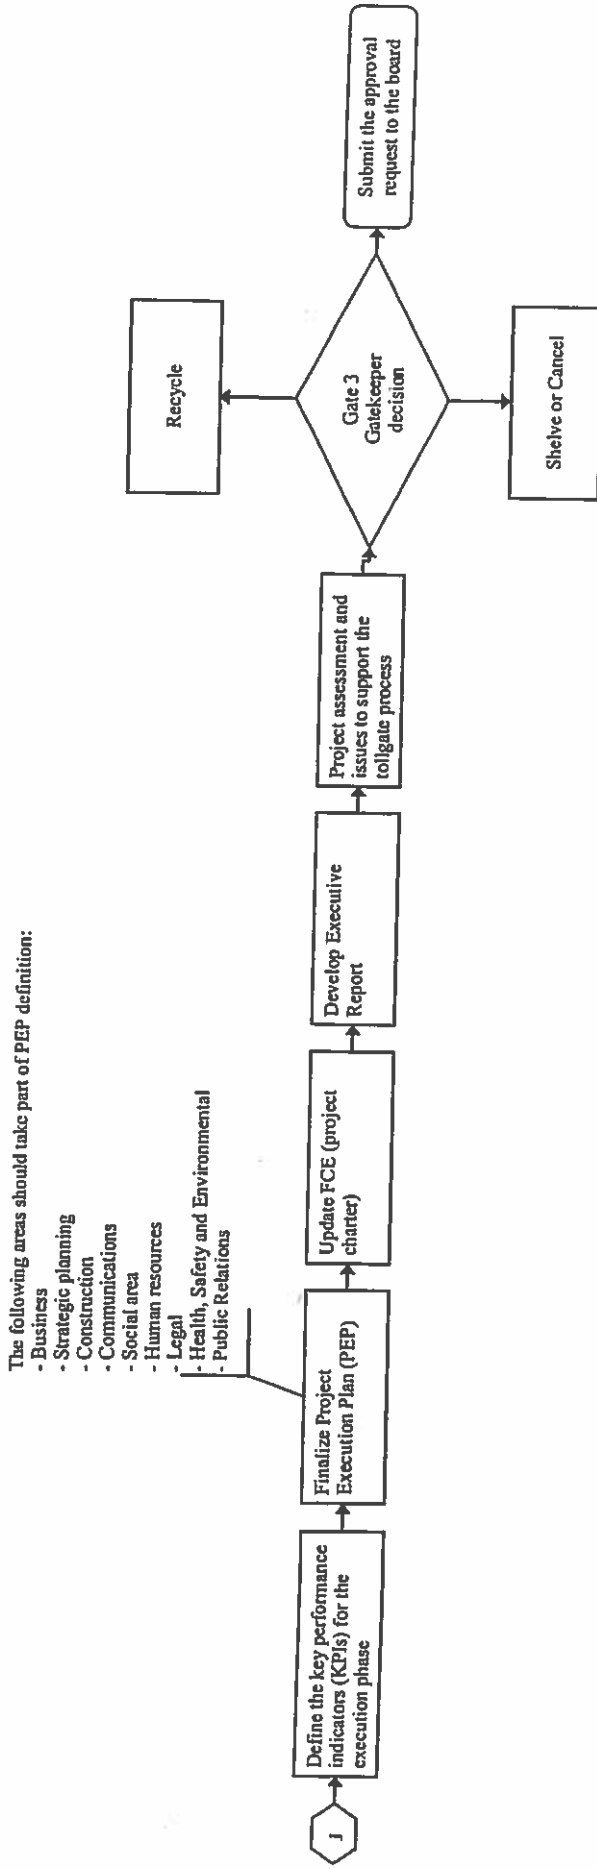 The following areas should take part of PEP definition:
- Business
- Strategic planning
- Construction
- Communications
- Social area
- Human resources
- Legal
- Health, Safety and Environmental
- Public Relations
Define the key performance
indicators (KPIs) for the
execution phase
Finalize Project
Execution Plan (PEP)
Update FCE (project
charter)
Develop Executive
Report
Project assessment and
issues to support the
tollgate process
Gate 3
Gatekeeper
decision
Recycle
Submit the approval
request to the board
Shelve or Cancel